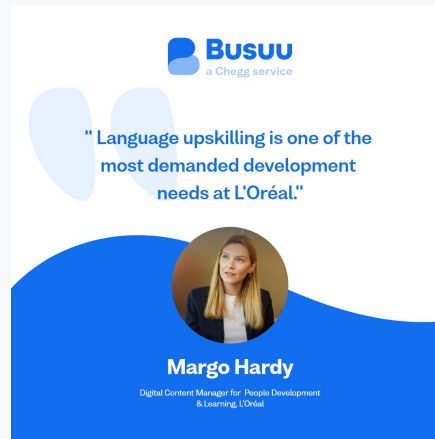 Busuu
a Chegg service
" Language upskilling is one of the
most demanded development
needs at L'Oréal."
Margo Hardy
Digital Content Manager for People Development
& Learning, L'Oréal